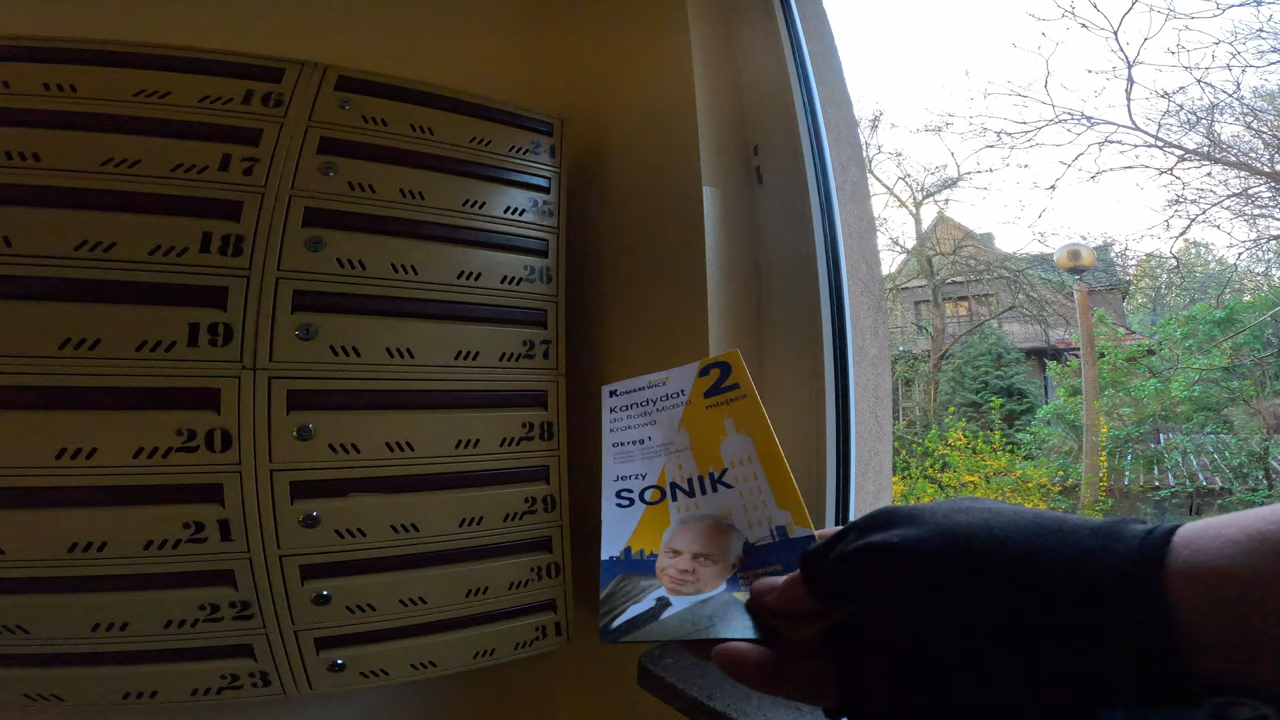 16
17
18
19
20
21
22
23
24
25
26
27
28
29
30
31
KOMAREWICZ
2
miejsce
Kandydat
do Rady Miasta
Krakowa
Okręg 1
Jerzy
SONIK